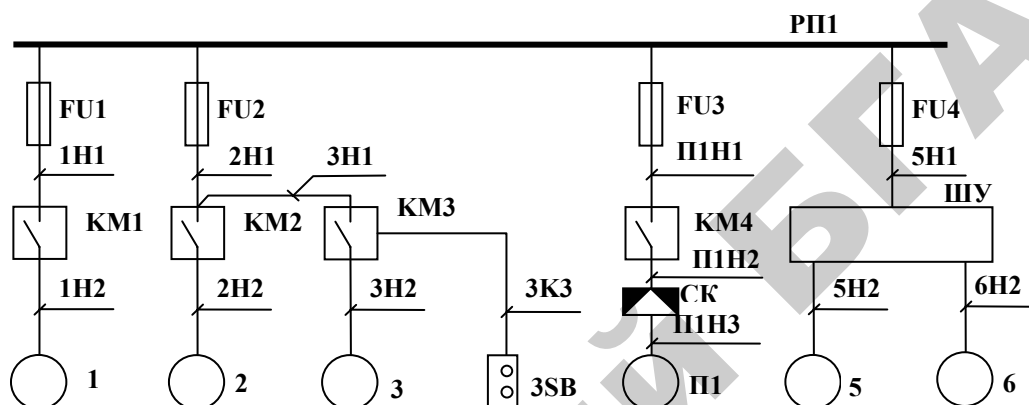 РП1
FU1
FU2
FU3
FU4
1Н1
2Н1
3Н1
П1Н1
5Н1
КМ1
КМ2
КМ3
КМ4
ШУ
П1Н2
1Н2
2Н2
3Н2
3К3
СК
5Н2
6Н2
П1Н3
1
2
3
3SB
П1
5
6